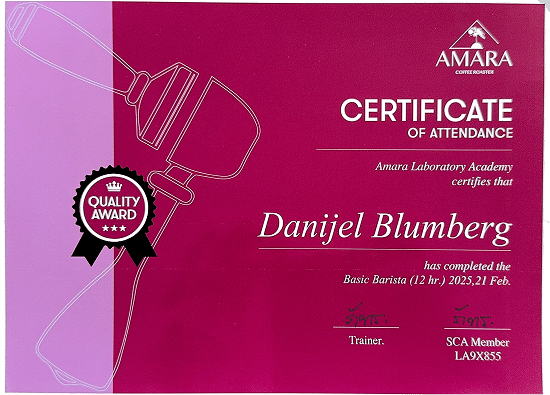 AMARA
COFFEE ROASTER
CERTIFICATE
OF ATTENDANCE
Amara Laboratory Academy
certifies that
QUALITY
AWARD
Danijel Blumberg
has completed the
Basic Barista (12 hr.) 2025,21 Feb.
Trainer.
SCA Member
LA9X855